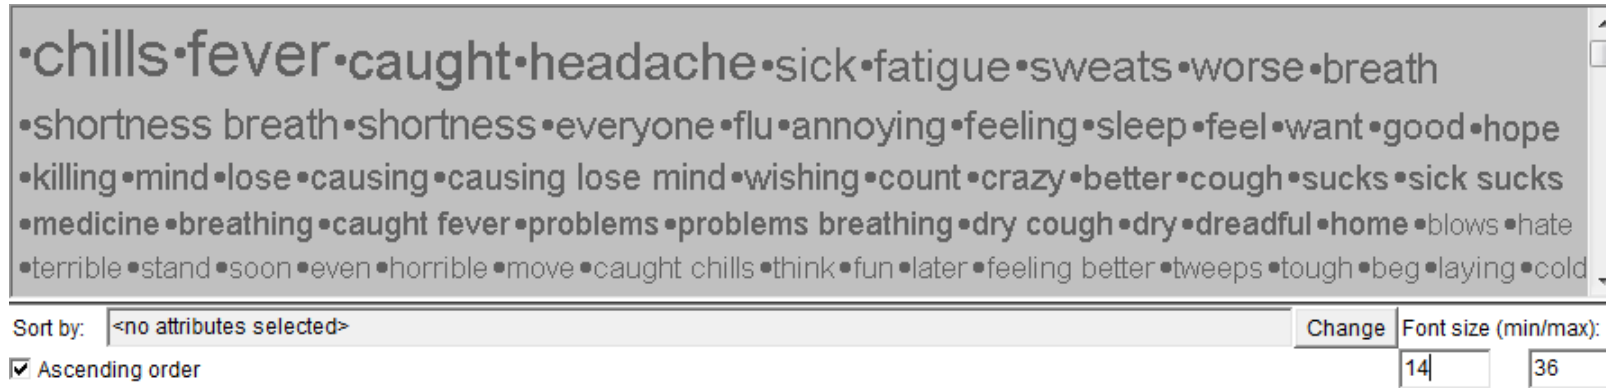 •chills•fever•caught•headache•sick•fatigue•sweats•worse•breath
•shortness breath•shortness•everyone•flu•annoying•feeling•sleep•feel•want•good•hope
•killing•mind•lose•causing•causing lose mind•wishing•count•crazy•better•cough•sucks•sick sucks
•medicine•breathing•caught fever•problems•problems breathing•dry cough•dry•dreadful•home•blows•hate
•terrible•stand•soon•even•horrible•move•caught chills•think•fun•later•feeling better•tweeps•tough•beg•laying•cold
Sort by: <no attributes selected> Change Font size (min/max):
Ascending order 14 36